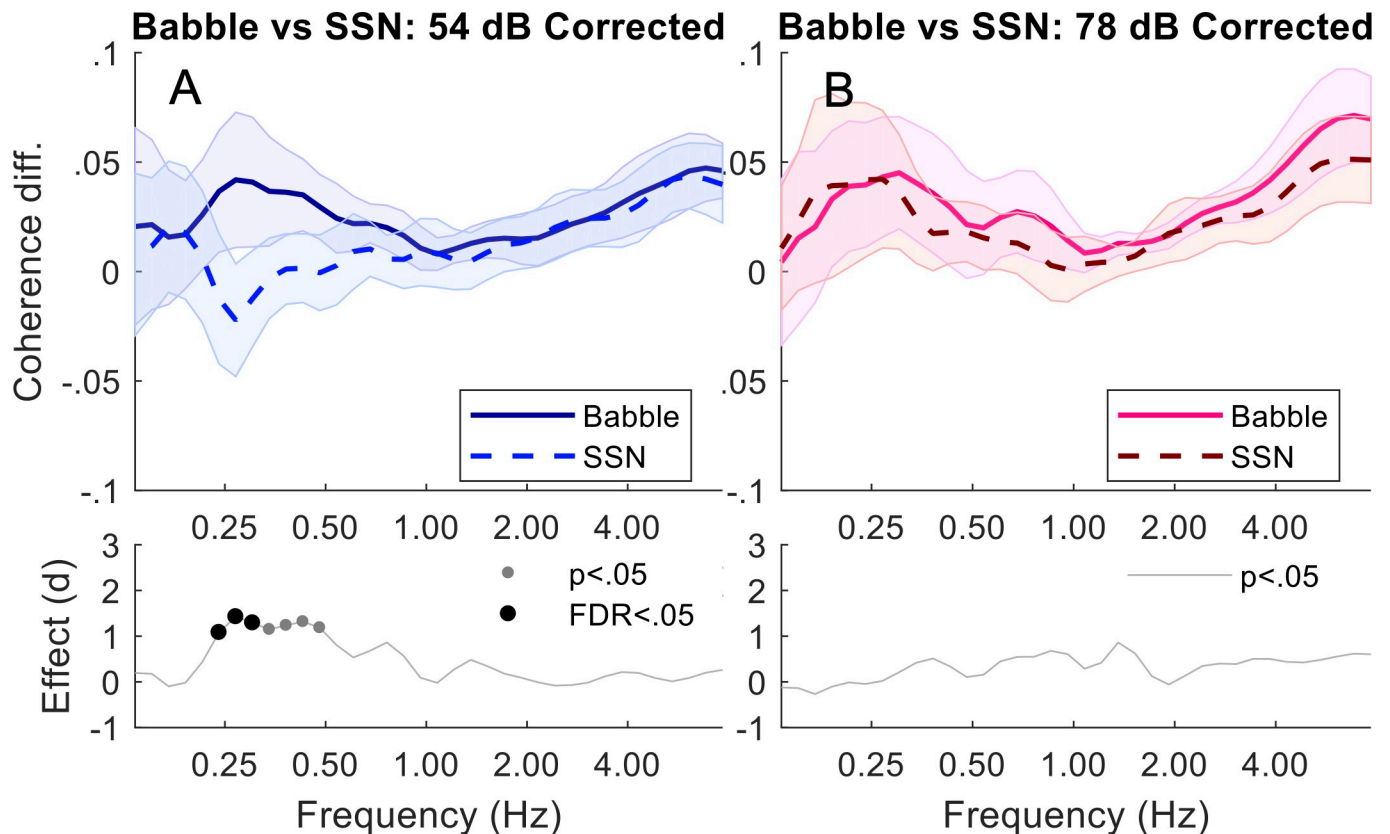 Babble vs SSN: 54 dB Corrected
Babble vs SSN: 78 dB Corrected
A
B
.1
.05
0
-.05
-.1
Coherence diff.
Babble
SSN
0.25 0.50 1.00 2.00 4.00
.1
.05
0
.05
-.1
Babble
SSN
0.25 0.50 1.00 2.00 4.00
3
2
1
0
-1
Effect (d)
p<.05
FDR<.05
0.25 0.50 1.00 2.00 4.00
Frequency (Hz)
3
2
1
0
-1
p<.05
0.25 0.50 1.00 2.00 4.00
Frequency (Hz)